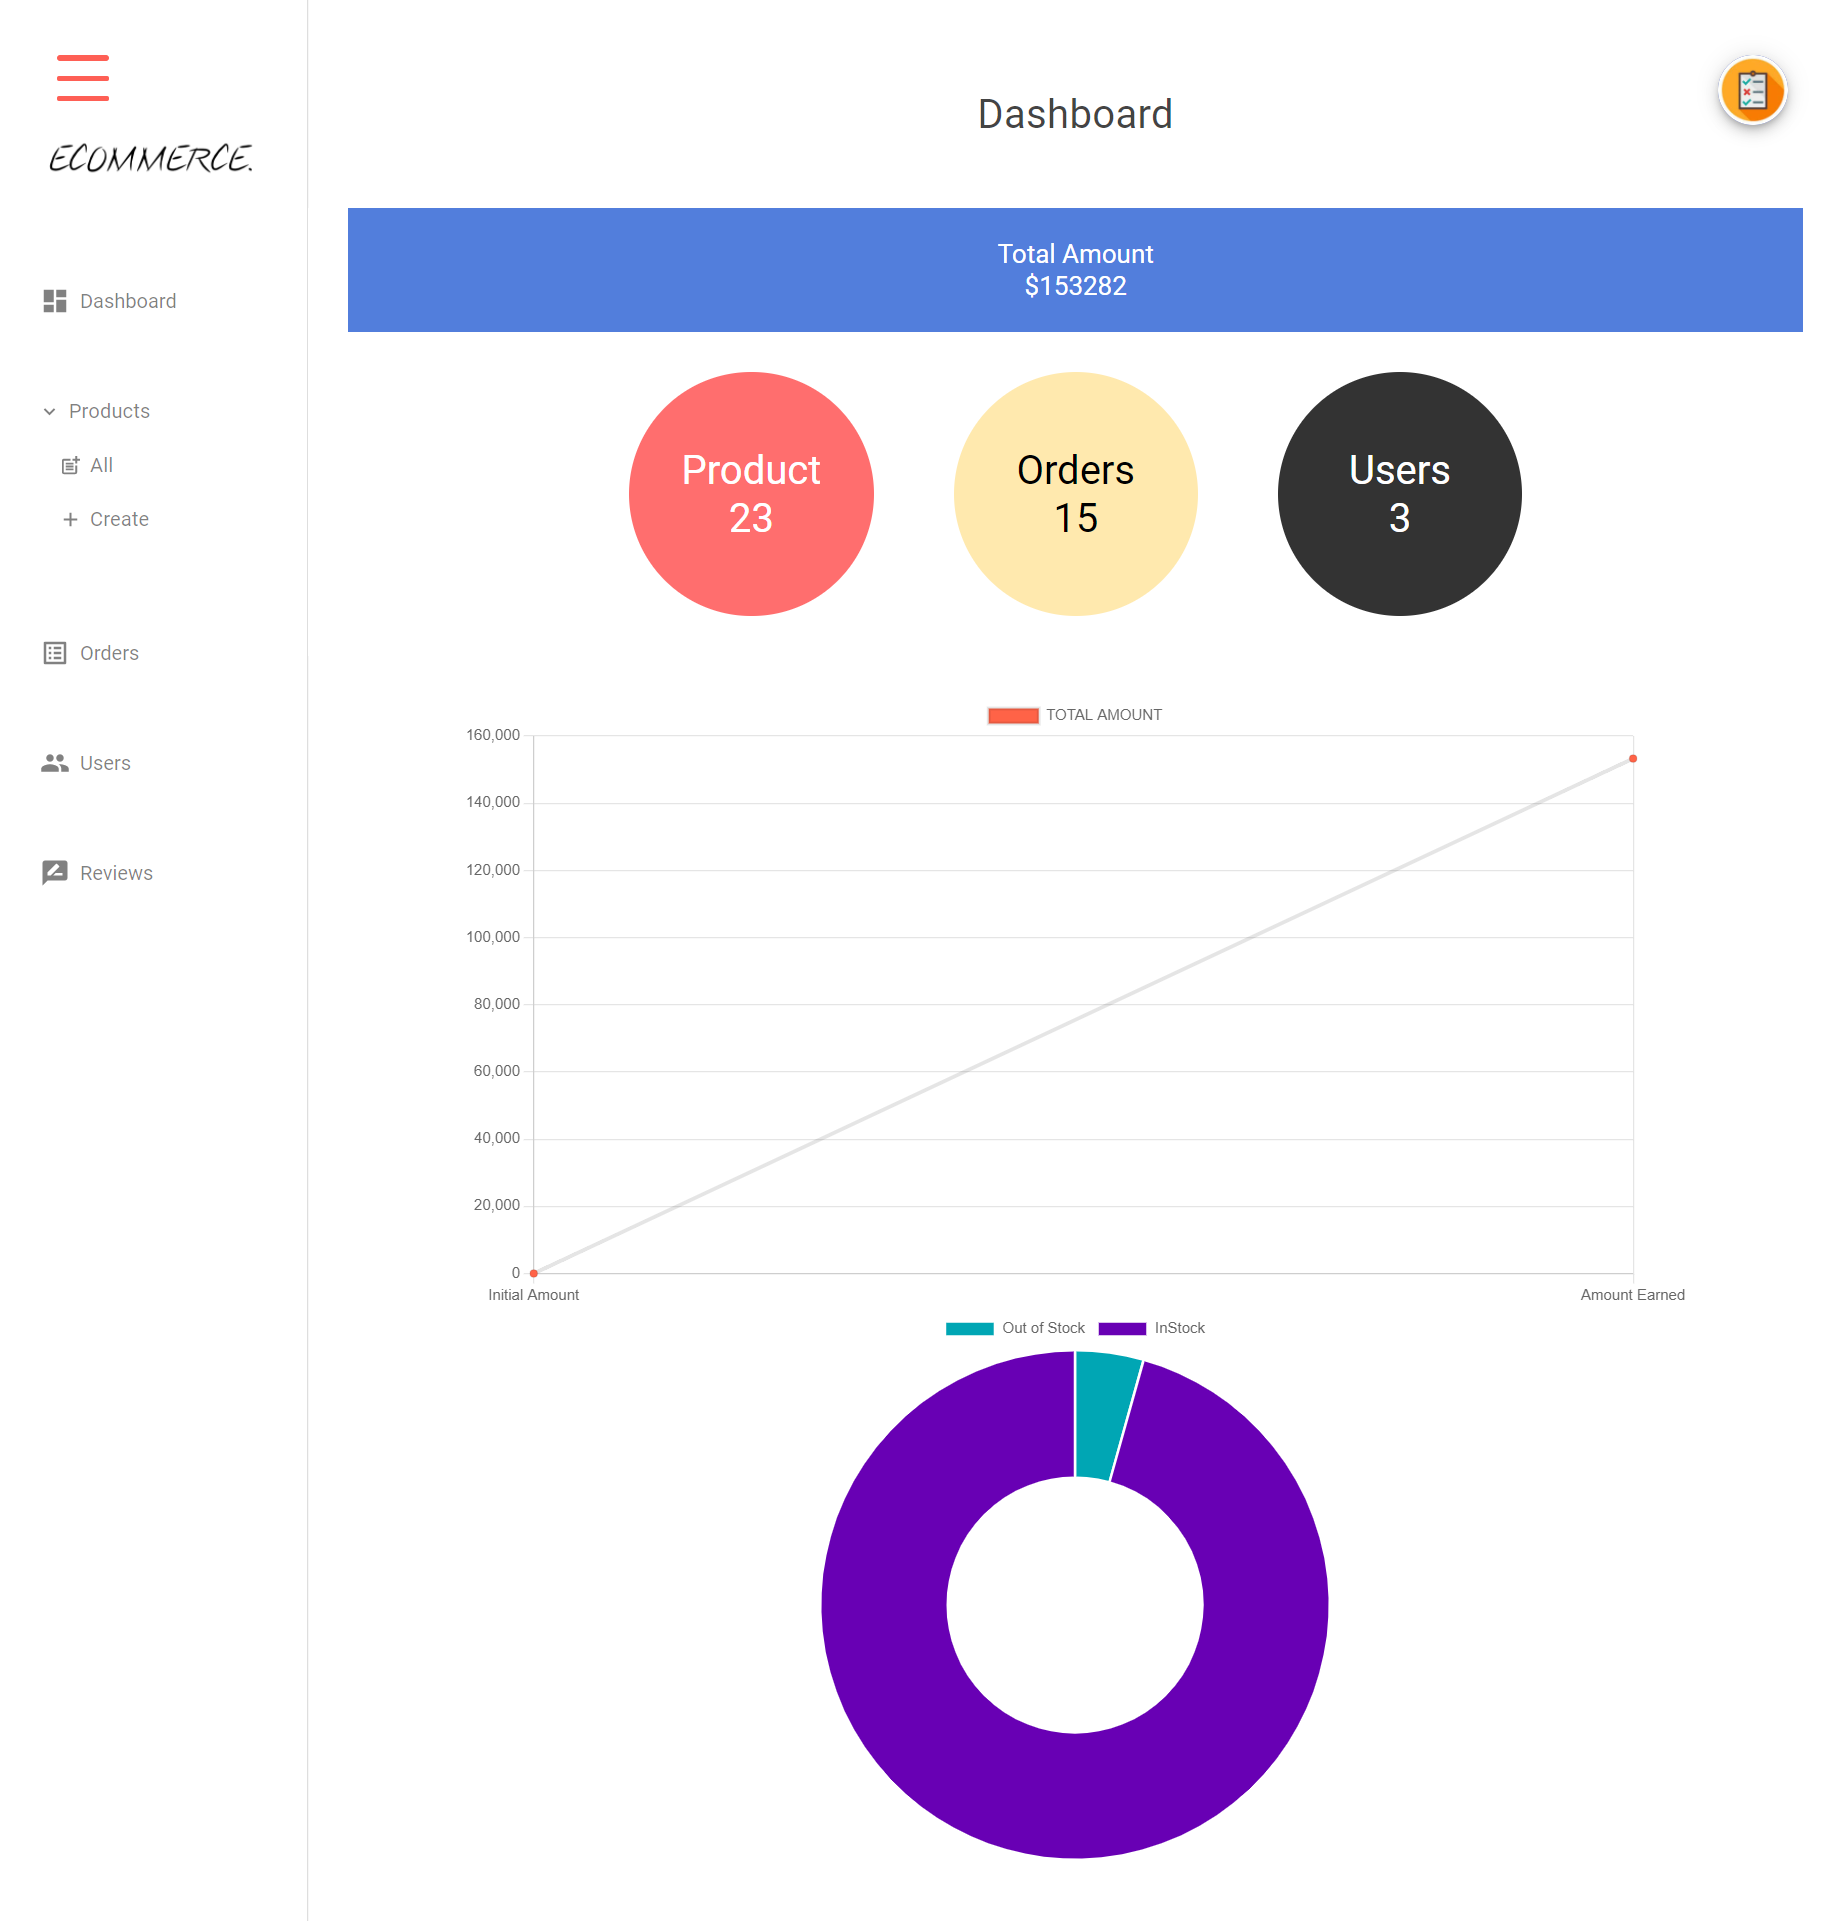 ECOMMERCE.
Dashboard
Products
All
Create
Orders
Users
Reviews
Dashboard
Total Amount
$153282
Product
23
Orders
15
Users
3
TOTAL AMOUNT
160,000
140,000
120,000
100,000
80,000
60,000
40,000
20,000
0
Initial Amount Amount Earned
Out of Stock InStock